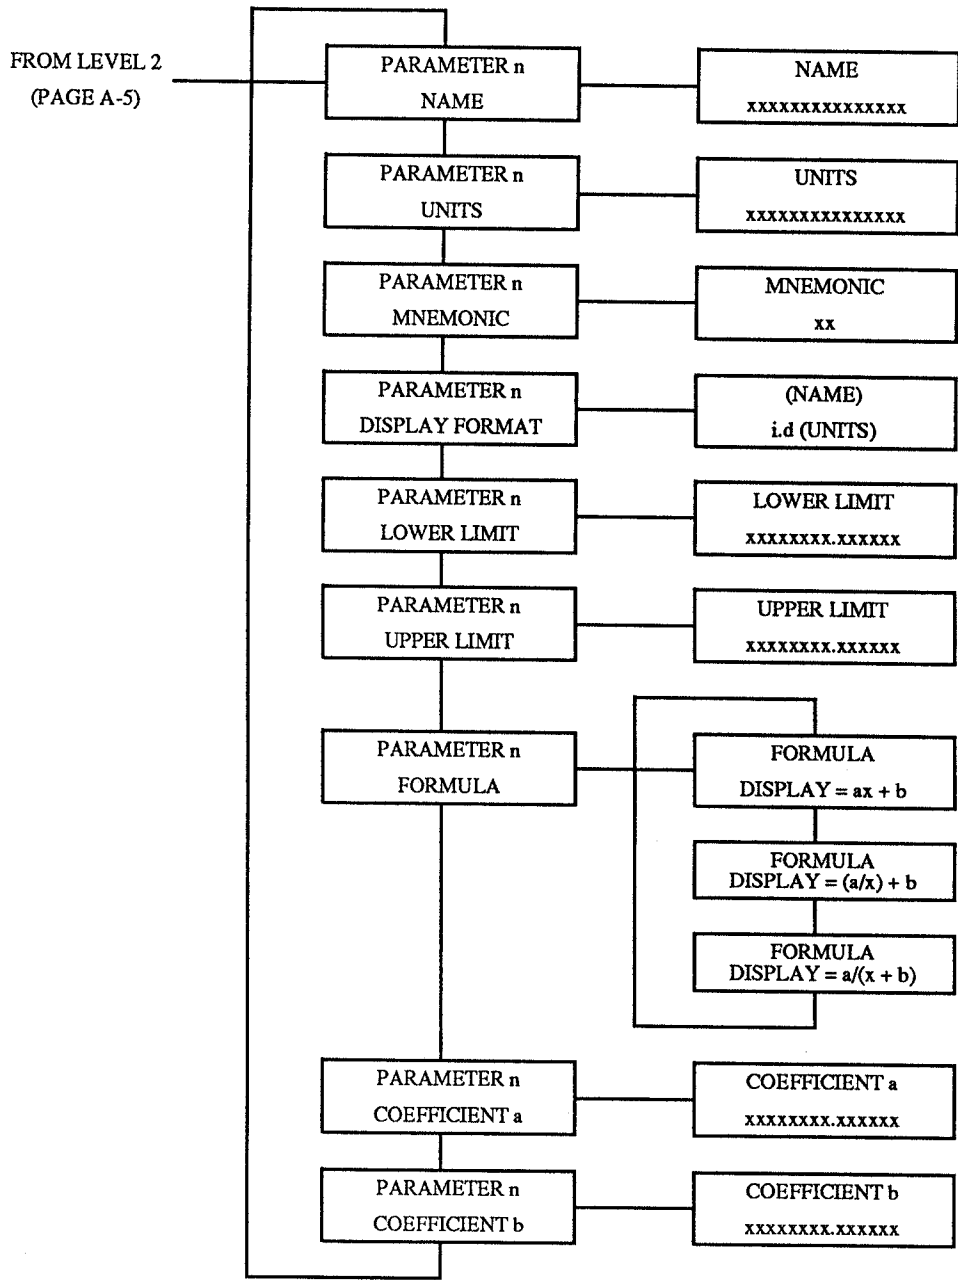 FROM LEVEL 2
(PAGE A-5)
PARAMETER n
NAME
NAME
xxxxxxxxxxxxxxx
PARAMETER n
UNITS
UNITS
xxxxxxxxxxxxxxx
PARAMETER n
MNEMONIC
MNEMONIC
xx
PARAMETER n
DISPLAY FORMAT
(NAME)
i.d (UNITS)
PARAMETER n
LOWER LIMIT
LOWER LIMIT
xxxxxxxx.xxxxxx
PARAMETER n
UPPER LIMIT
UPPER LIMIT
xxxxxxxx.xxxxxx
PARAMETER n
FORMULA
FORMULA
DISPLAY = ax + b
FORMULA
DISPLAY = (a/x) + b
FORMULA
DISPLAY = a/(x + b)
PARAMETER n
COEFFICIENT a
COEFFICIENT a
xxxxxxxx.xxxxxx
PARAMETER n
COEFFICIENT b
COEFFICIENT b
xxxxxxxx.xxxxxx